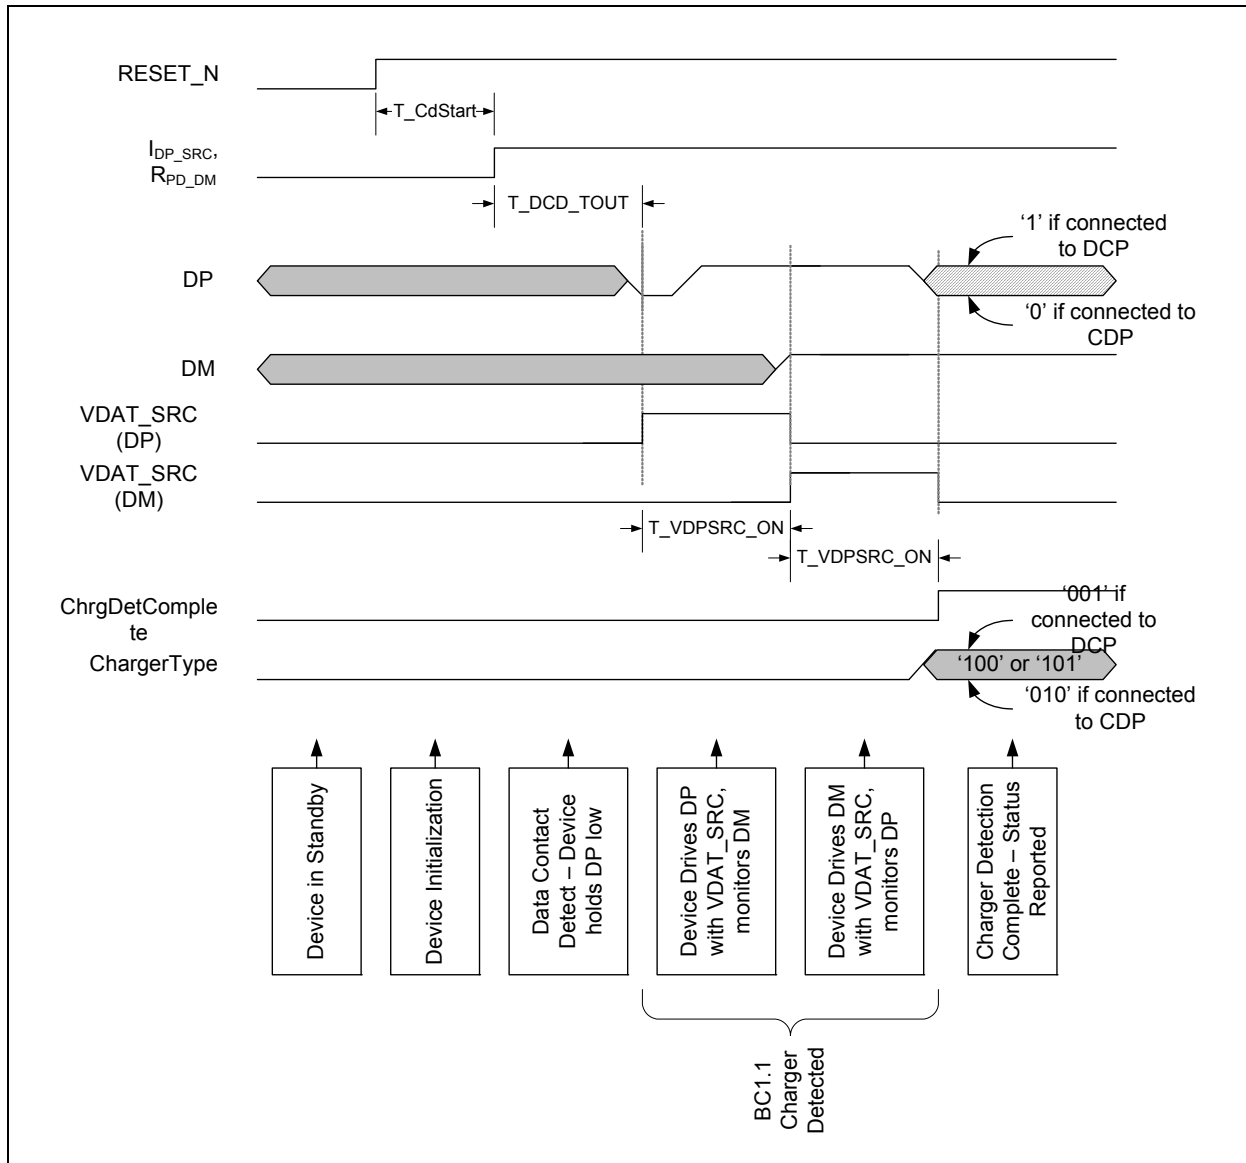 RESET_N
T_CdStart
IDP_SRC,
RPD_DM
T_DCD_TOUT
'1' if connected
to DCP
DP
'0' if connected to
CDP
DM
VDAT_SRC
(DP)
VDAT_SRC
(DM)
T_VDPSRC_ON
T_VDPSRC_ON
ChrgDetComple
te
'001' if
connected to
DCP
ChargerType
'100' or '101'
'010' if connected
to CDP
Device in Standby
Device Initialization
Data Contact
Detect – Device
holds DP low
Device Drives DP
with VDAT_SRC,
monitors DM
Device Drives DM
with VDAT_SRC,
monitors DP
Charger Detection
Complete – Status
Reported
BC1.1
Charger
Detected